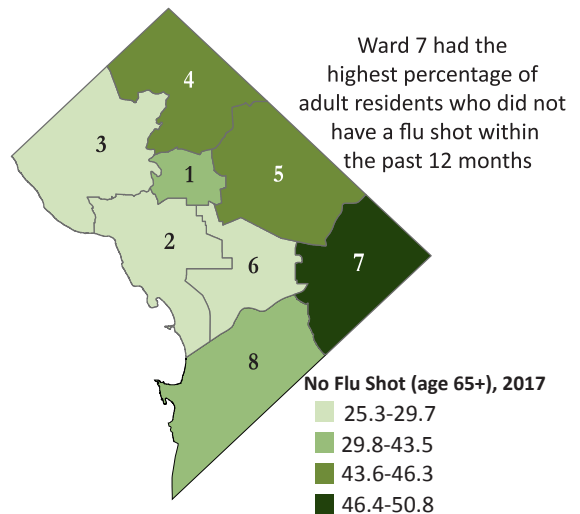 Ward 7 had the
highest percentage of
adult residents who did not
have a flu shot within
the past 12 months
4
3
1
5
2
6
7
8
No Flu Shot (age 65+), 2017
25.3-29.7
29.8-43.5
43.6-46.3
46.4-50.8